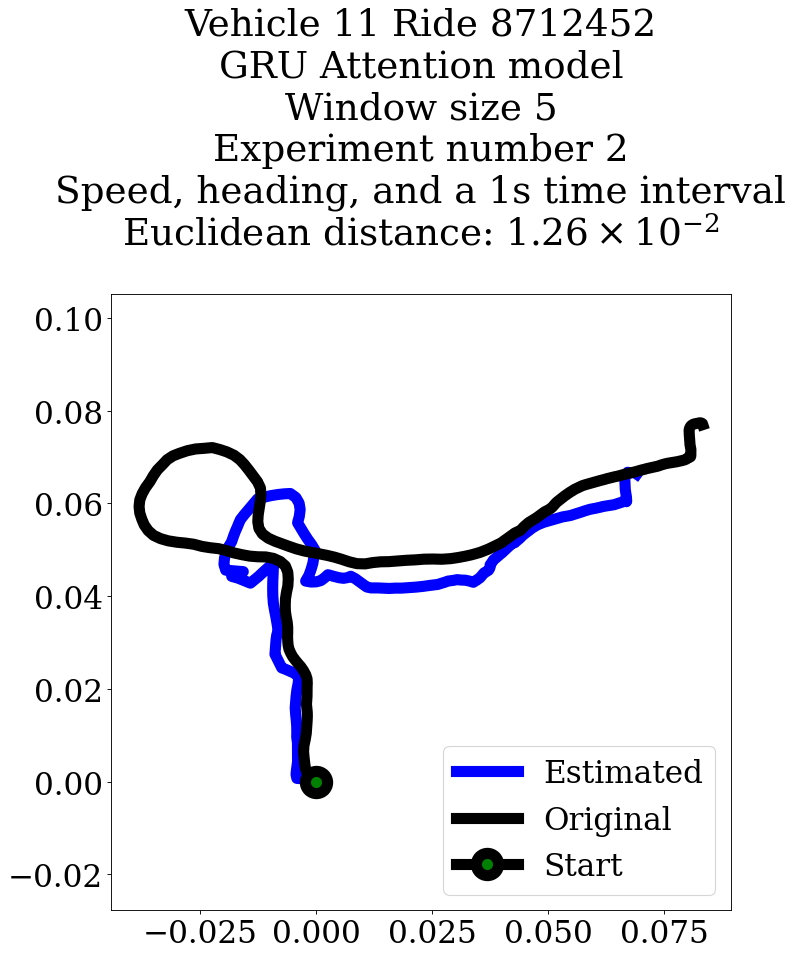 Vehicle 11 Ride 8712452
GRU Attention model
Window size 5
Experiment number 2
Speed, heading, and a 1s time interval
Euclidean distance: 1.26 × 10⁻²
0.10
0.08
0.06
0.04
0.02
0.00
−0.02
Estimated
Original
Start
−0.025 0.000 0.025 0.050 0.075